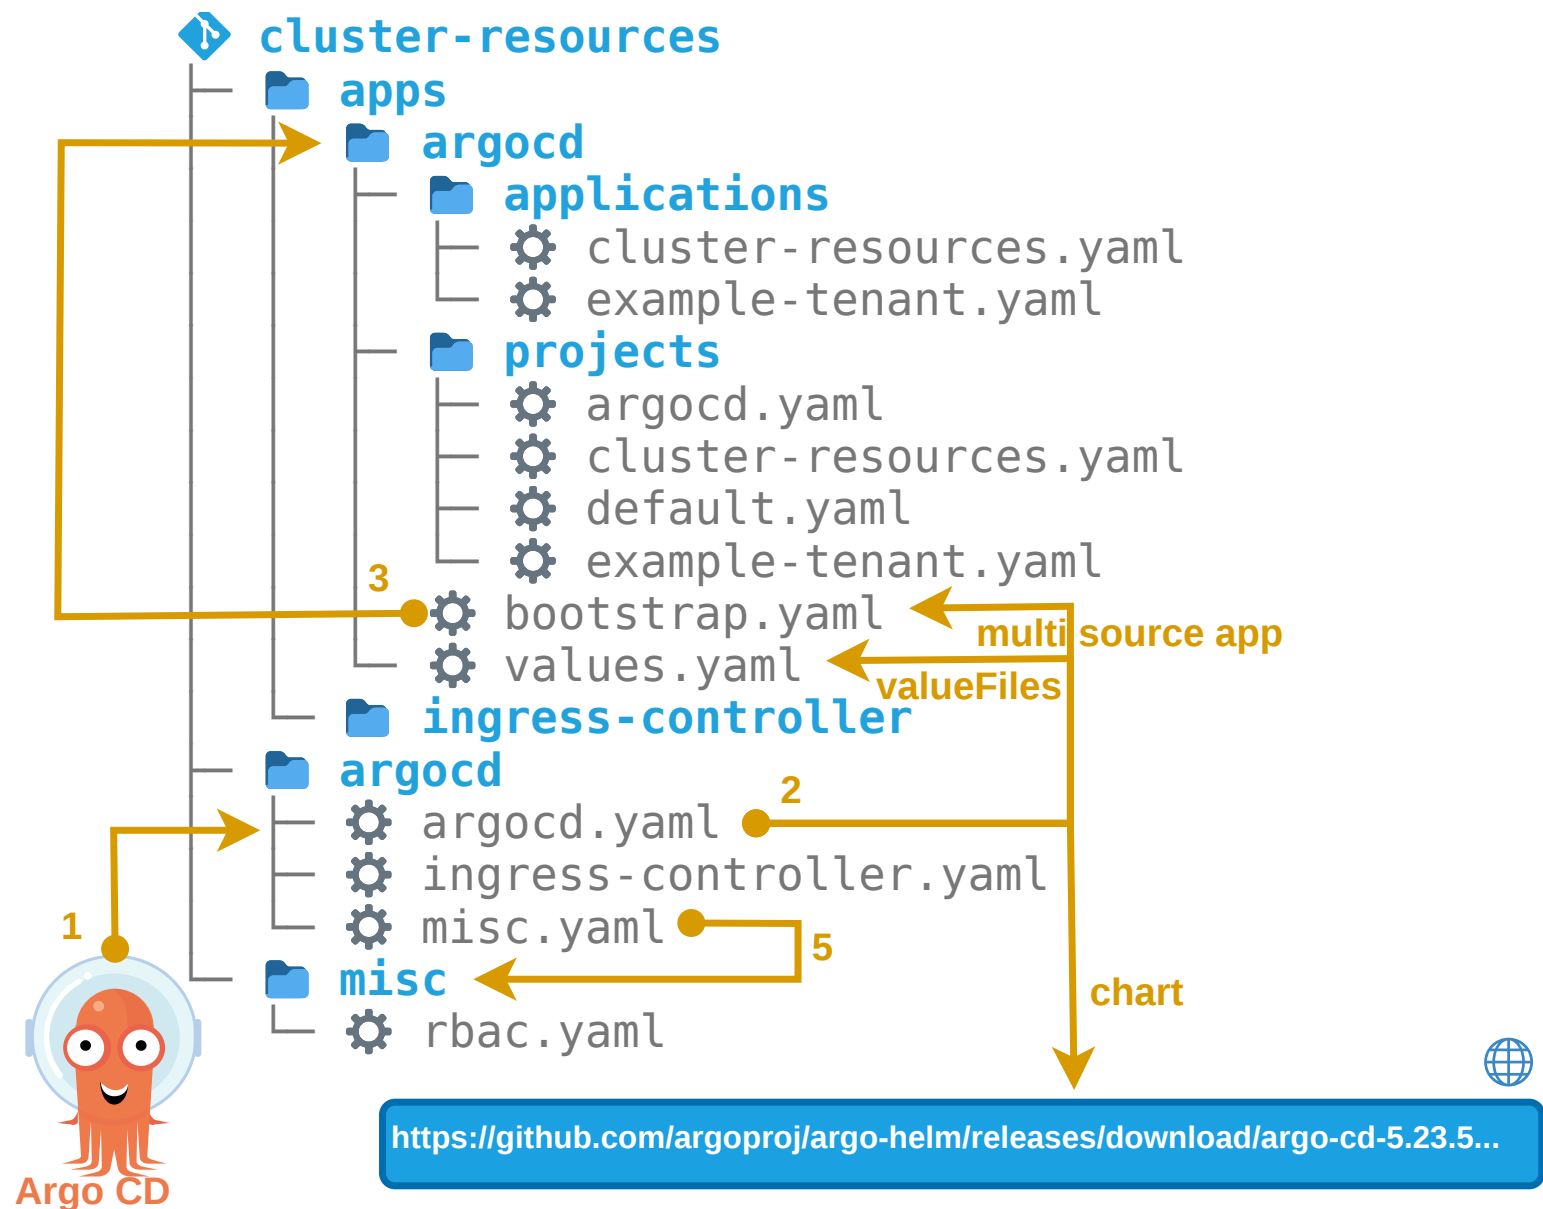 cluster-resources
apps
argocd
applications
cluster-resources.yaml
example-tenant.yaml
projects
argocd.yaml
cluster-resources.yaml
default.yaml
example-tenant.yaml
3
bootstrap.yaml
multi source app
values.yaml
valueFiles
ingress-controller
argocd
2
argocd.yaml
ingress-controller.yaml
1
misc.yaml
5
misc
chart
rbac.yaml
https://github.com/argoproj/argo-helm/releases/download/argo-cd-5.23.5...
Argo CD